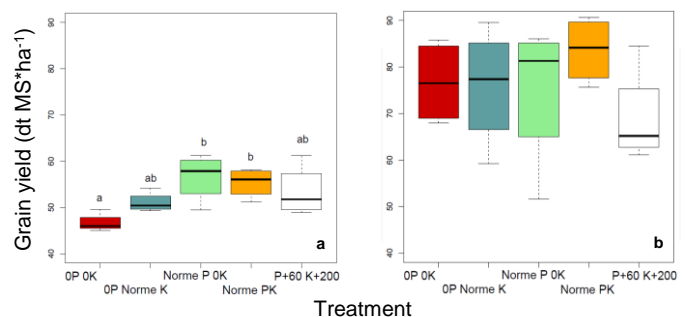 Grain yield (dt MS*ha-1)
90
80
70
60
50
40
a
ab
b
b
ab
a
0P 0K
0P Norme K
Norme P 0K
Norme PK
P+60 K+200
90
80
70
60
50
40
b
0P 0K
0P Norme K
Norme P 0K
Norme PK
P+60 K+200
Treatment